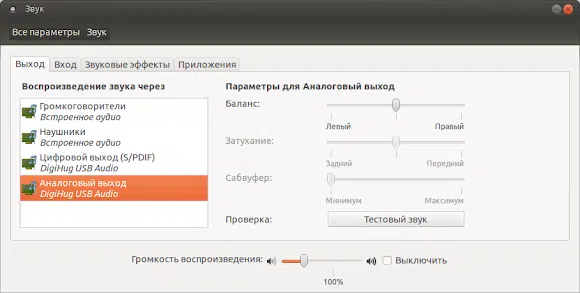 Звук
Все параметры Звук
Выход Вход Звуковые эффекты Приложения
Воспроизведение звука через
Громкоговорители
Встроенное аудио
Наушники
Встроенное аудио
Цифровой выход (S/PDIF)
DigiHug USB Audio
Аналоговый выход
DigiHug USB Audio
Параметры для Аналоговый выход
Баланс:
Левый Правый
Затухание:
Задний Передний
Сабвуфер:
Минимум Максимум
Проверка: Тестовый звук
Громкость воспроизведения: Выключить
100%